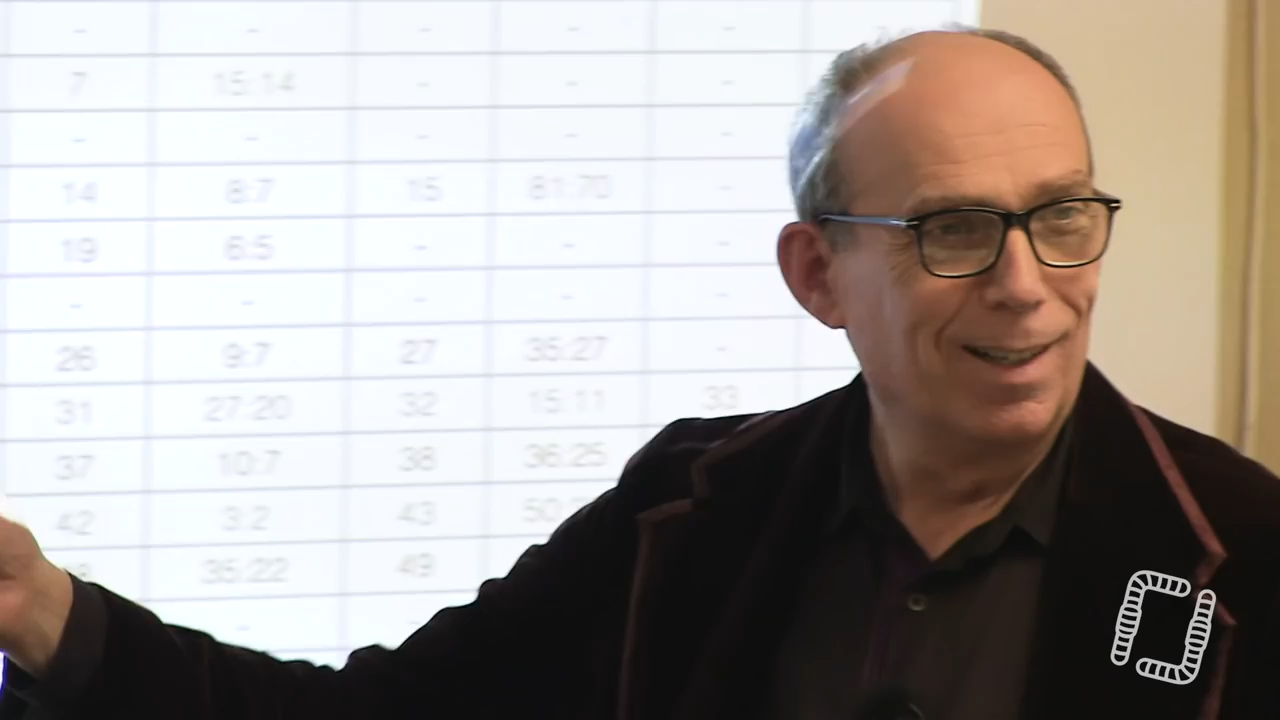 - - - - -
7 15:14 - - -
- - - - -
14 8:7 15 81:70 -
19 6:5 - - -
- - - - -
26 9:7 27 35:27 -
31 27:20 32 15:11 33
37 10:7 38 36:25
42 3:2 43
35:22 49
- -